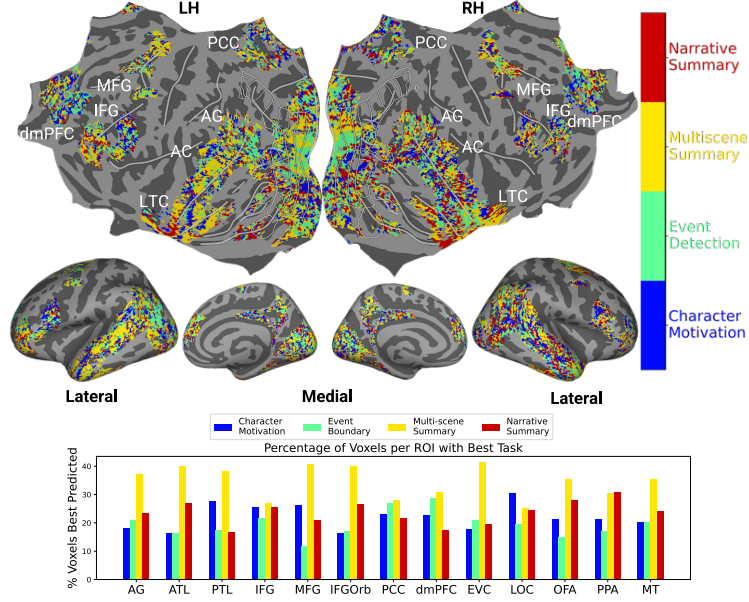 LH
RH
PCC
PCC
MFG
MFG
IFG
IFG
dmPFC
dmPFC
AG
AG
AC
AC
LTC
LTC
Narrative
Summary
Multiscene
Summary
Event
Detection
Character
Motivation
Lateral
Medial
Lateral
Character
Motivation
Event
Boundary
Multi-scene
Summary
Narrative
Summary
Percentage of Voxels per ROI with Best Task
% Voxels Best Predicted
40
30
20
10
0
AG ATL PTL IFG MFG IFGOrb PCC dmPFC EVC LOC OFA PPA MT